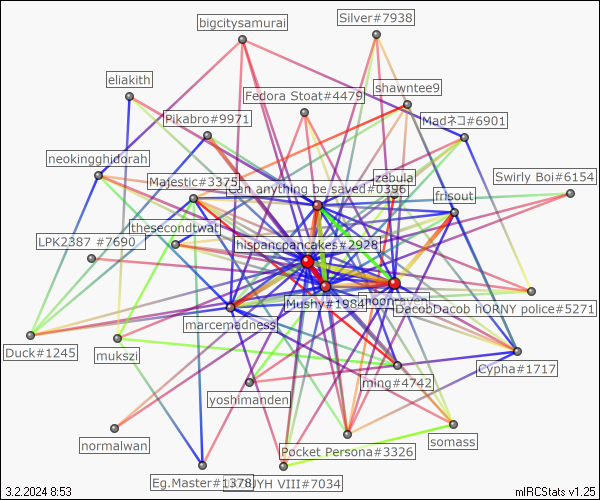 bigcitysamurai
Silver#7938
eliakith
shawntee9
Fedora Stoat#4479
Pikabro#9971
Madネコ#6901
neokingghidorah
zebula
Swirly Boi#6154
Majestic#3375
Can anything be saved#0396
frisout
thesecondtwat
LPK2387 #7690
hispancpancakes#2928
Mushy#1984
DacobDacob hORNY police#5271
marcemadness
Duck#1245
mukszi
Cypha#1717
ming#4742
yoshimanden
normalwan
somass
Pocket Persona#3326
Eg.Master#1378
UJYH VIII#7034
3.2.2024 8:53
mIRCStats v1.25